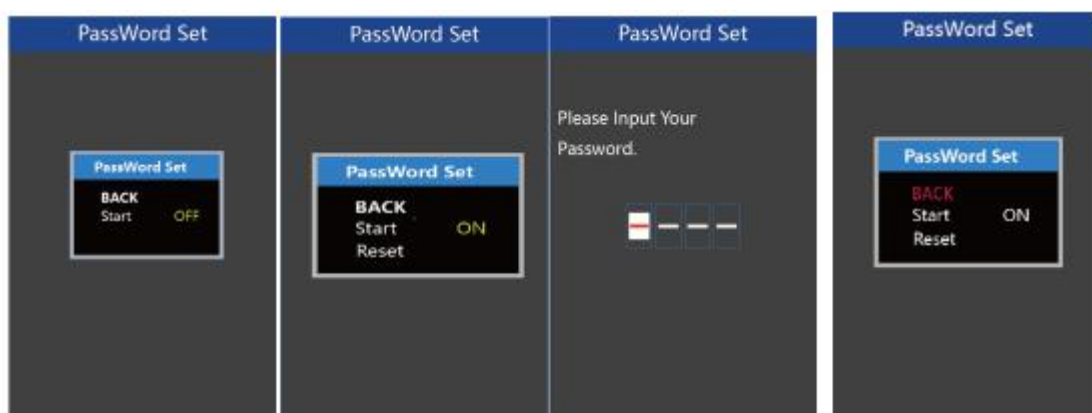 PassWord Set
PassWord Set
BACK
Start OFF
PassWord Set
PassWord Set
BACK
Start ON
Reset
PassWord Set
Please Input Your
Password.
PassWord Set
PassWord Set
BACK
Start ON
Reset